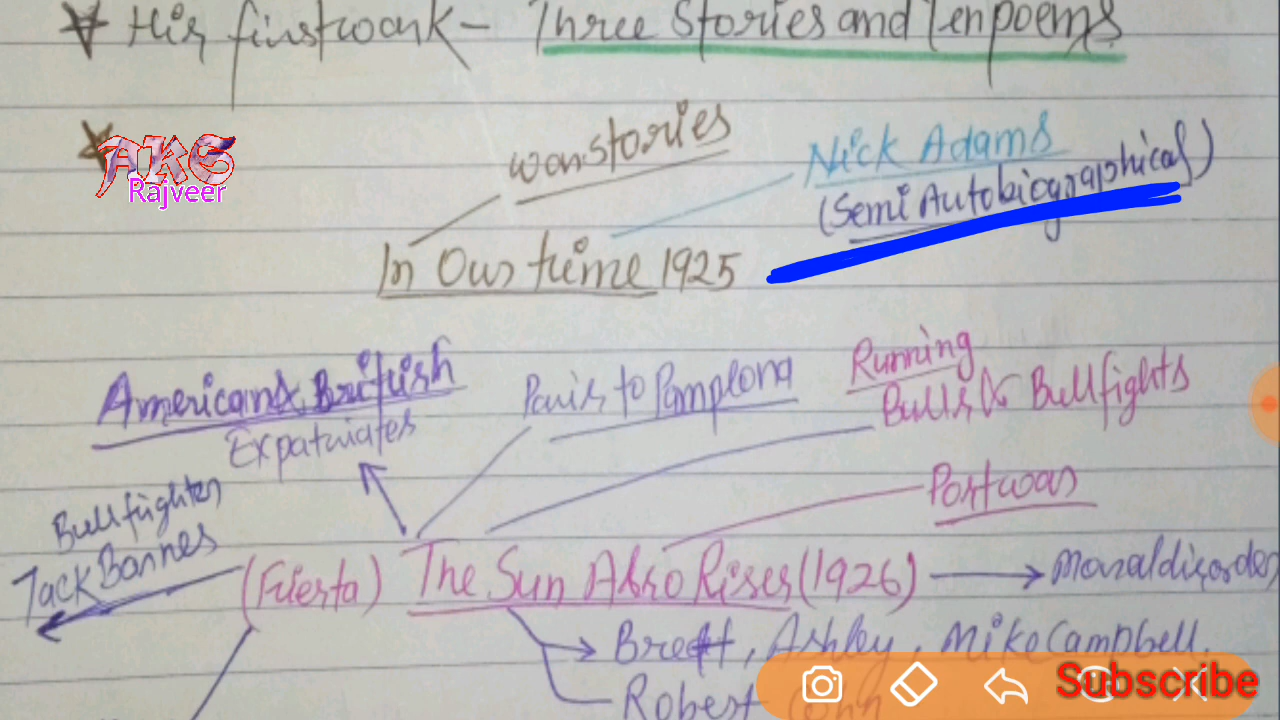 His first work - Three Stories and Ten poems
AKG
Rajveer
war stories
Nick Adams
(Semi Autobiographical)
In Our time 1925
American & British
Expatriates
Paris to Pamplona
Running
Bulls & Bullfights
Postwar
Bullfighter
Jack Barnes
(Fiesta) The Sun Also Rises (1926)
Moral disorder
Brett, Ashley, Mike Campbell,
Robert Cohn
Subscribe